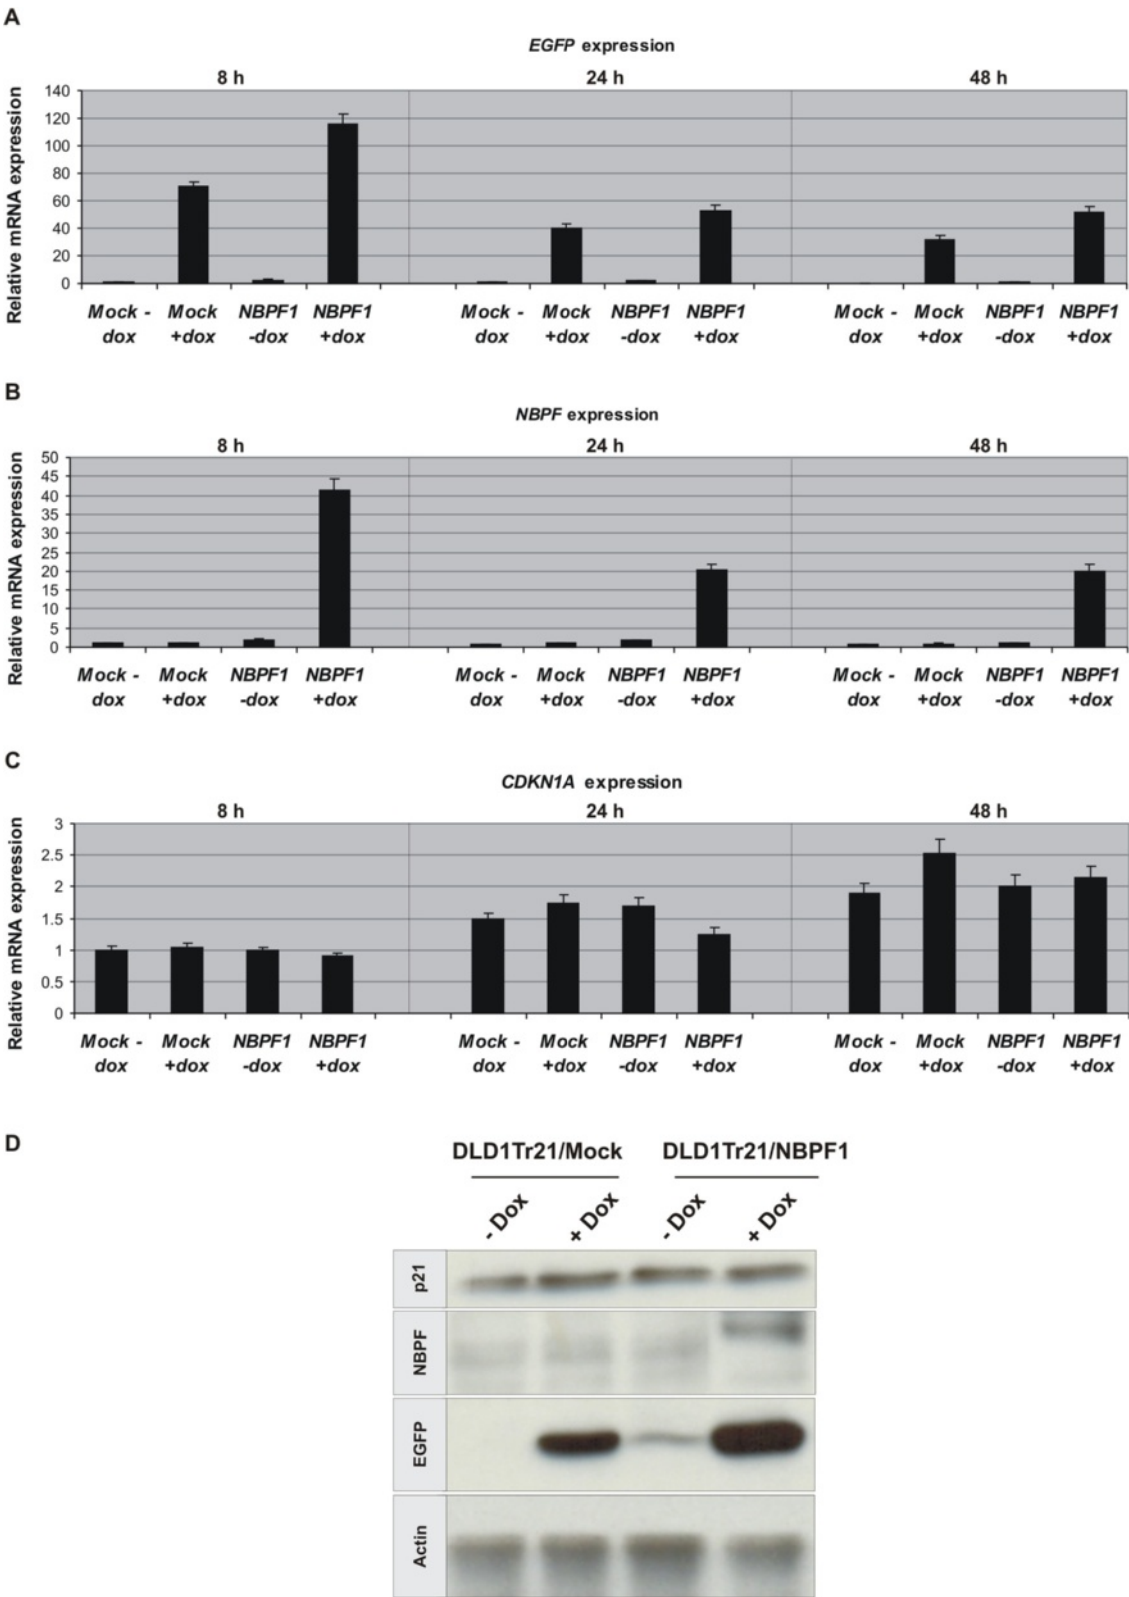 A
EGFP expression
8 h 24 h 48 h
Relative mRNA expression
140
120
100
80
60
40
20
0
Mock - Mock NBPF1 NBPF1 Mock - Mock NBPF1 NBPF1 Mock - Mock NBPF1 NBPF1
dox +dox -dox +dox dox +dox -dox +dox dox +dox -dox +dox
B
NBPF expression
8 h 24 h 48 h
Relative mRNA expression
50
45
40
35
30
25
20
15
10
5
0
Mock - Mock NBPF1 NBPF1 Mock - Mock NBPF1 NBPF1 Mock - Mock NBPF1 NBPF1
dox +dox -dox +dox dox +dox -dox +dox dox +dox -dox +dox
C
CDKN1A expression
8 h 24 h 48 h
Relative mRNA expression
3
2.5
2
1.5
1
0.5
0
Mock - Mock NBPF1 NBPF1 Mock - Mock NBPF1 NBPF1 Mock - Mock NBPF1 NBPF1
dox +dox -dox +dox dox +dox -dox +dox dox +dox -dox +dox
D
DLD1Tr21/Mock DLD1Tr21/NBPF1
- Dox + Dox - Dox + Dox
p21
NBPF
EGFP
Actin